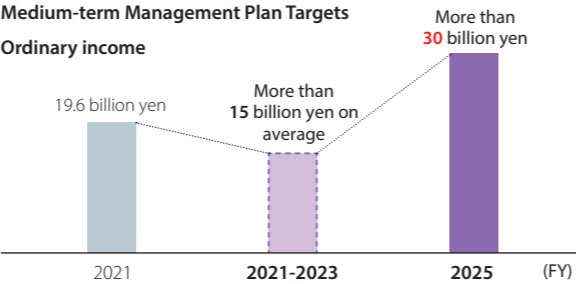 Medium-term Management Plan Targets
Ordinary income
19.6 billion yen
More than
15 billion yen on
average
More than
30 billion yen
2021
2021-2023
2025
(FY)